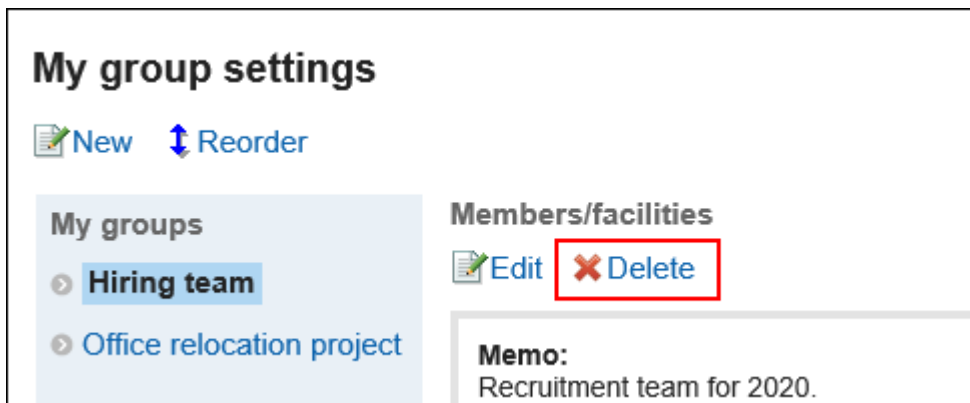 My group settings
New Reorder
My groups
Hiring team
Office relocation project
Members/facilities
Edit Delete
Memo:
Recruitment team for 2020.